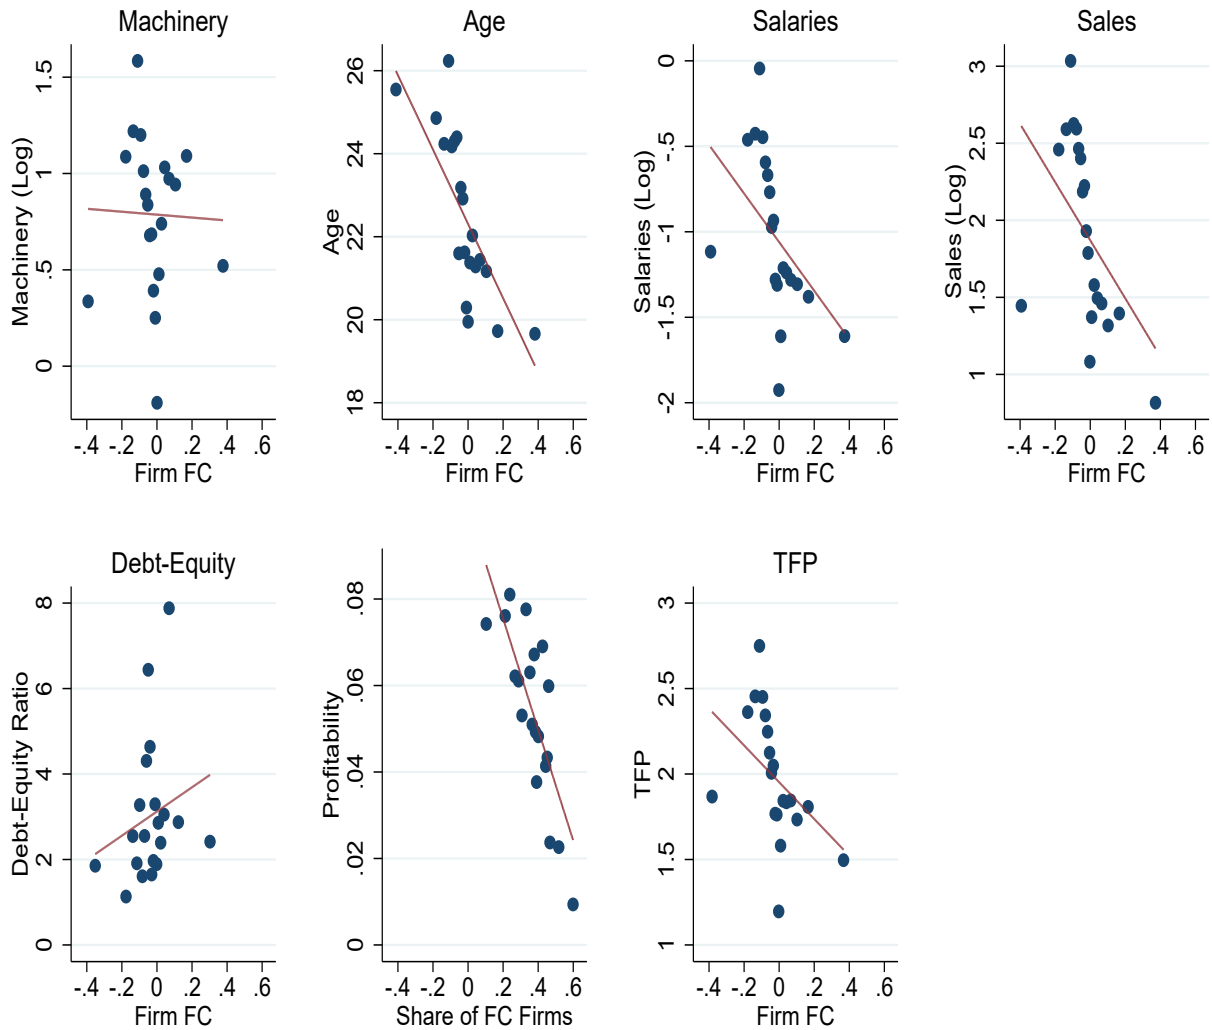 Machinery
Machinery (Log)
1.5
1
.5
0
-.4 -.2 0 .2 .4 .6
Firm FC
Age
Age
26
24
22
20
18
-.4 -.2 0 .2 .4 .6
Firm FC
Salaries
Salaries (Log)
0
-.5
-1
-1.5
-2
-.4 -.2 0 .2 .4 .6
Firm FC
Sales
Sales (Log)
3
2.5
2
1.5
1
-.4 -.2 0 .2 .4 .6
Firm FC
Debt-Equity
Debt-Equity Ratio
8
6
4
2
0
-.4 -.2 0 .2 .4 .6
Firm FC
Profitability
.08
.06
.04
.02
0
-.4 -.2 0 .2 .4 .6
Share of FC Firms
TFP
TFP
3
2.5
2
1.5
1
-.4 -.2 0 .2 .4 .6
Firm FC